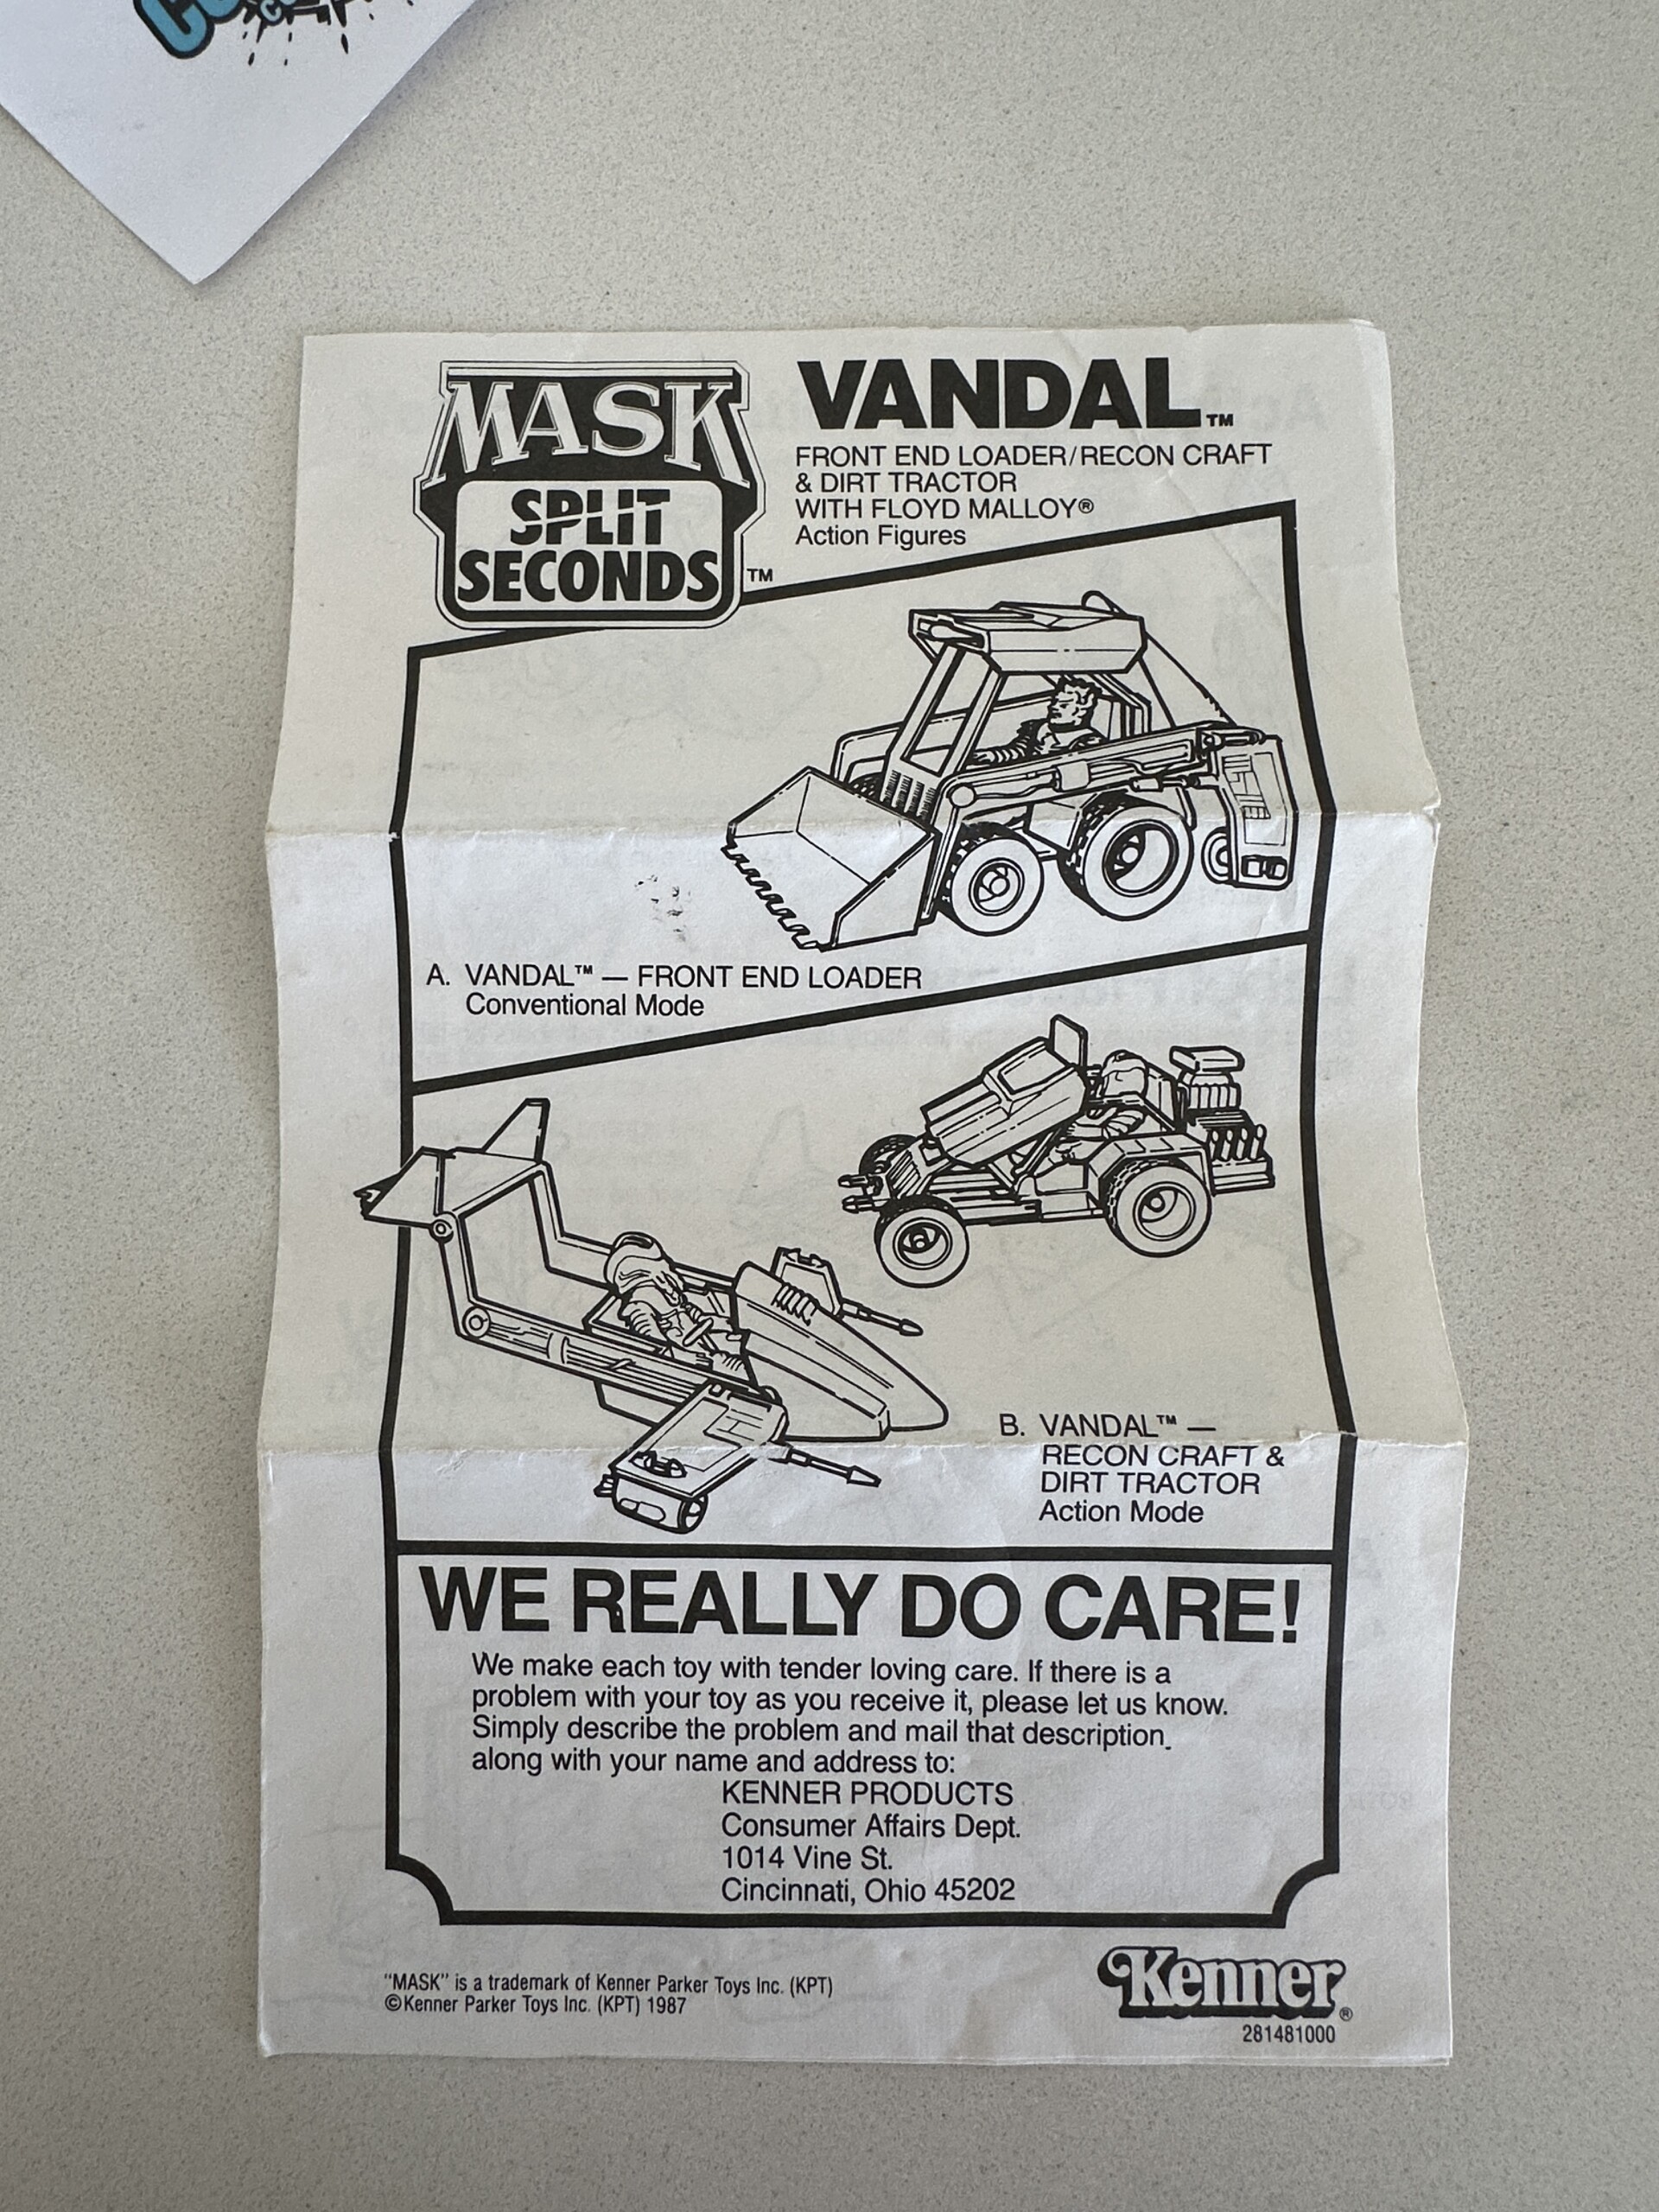 MASK
SPLIT
SECONDS™
VANDAL™
FRONT END LOADER/RECON CRAFT
& DIRT TRACTOR
WITH FLOYD MALLOY®
Action Figures
A. VANDAL™ — FRONT END LOADER
Conventional Mode
B. VANDAL™ —
RECON CRAFT &
DIRT TRACTOR
Action Mode
WE REALLY DO CARE!
We make each toy with tender loving care. If there is a
problem with your toy as you receive it, please let us know.
Simply describe the problem and mail that description
along with your name and address to:
KENNER PRODUCTS
Consumer Affairs Dept.
1014 Vine St.
Cincinnati, Ohio 45202
"MASK" is a trademark of Kenner Parker Toys Inc. (KPT)
©Kenner Parker Toys Inc. (KPT) 1987
Kenner®
281481000